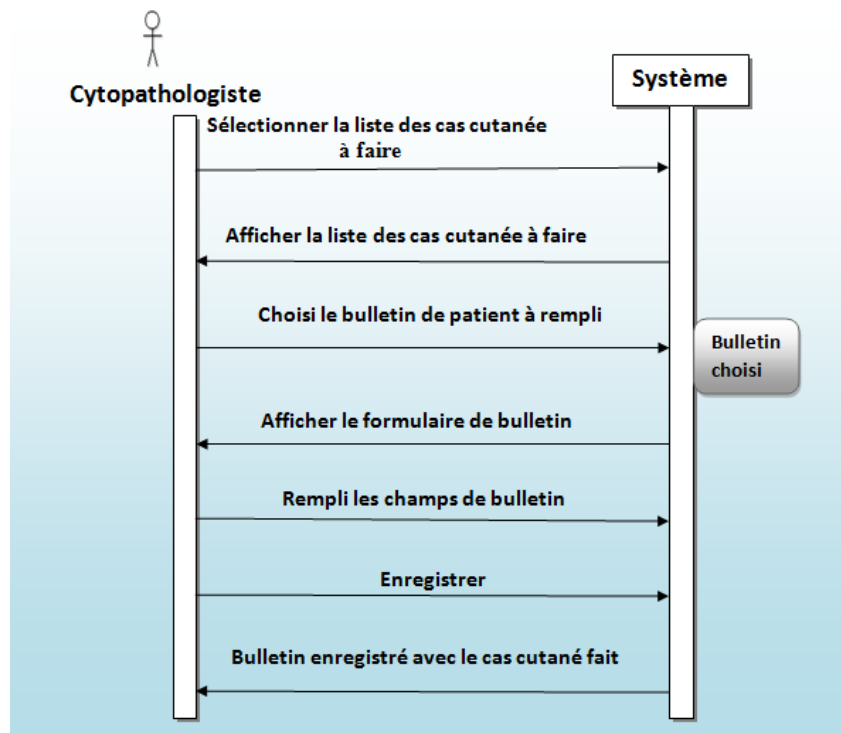 Cytopathologiste
Système
Sélectionner la liste des cas cutanée
à faire
Afficher la liste des cas cutanée à faire
Choisi le bulletin de patient à rempli
Bulletin
choisi
Afficher le formulaire de bulletin
Rempli les champs de bulletin
Enregistrer
Bulletin enregistré avec le cas cutané fait